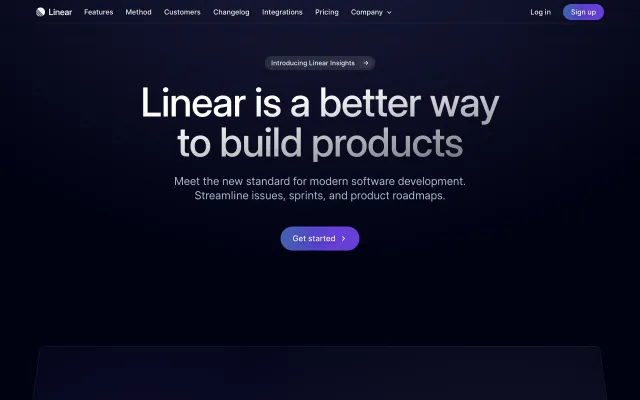 Linear Features Method Customers Changelog Integrations Pricing Company Log in Sign up
Introducing Linear Insights →
Linear is a better way
to build products
Meet the new standard for modern software development.
Streamline issues, sprints, and product roadmaps.
Get started